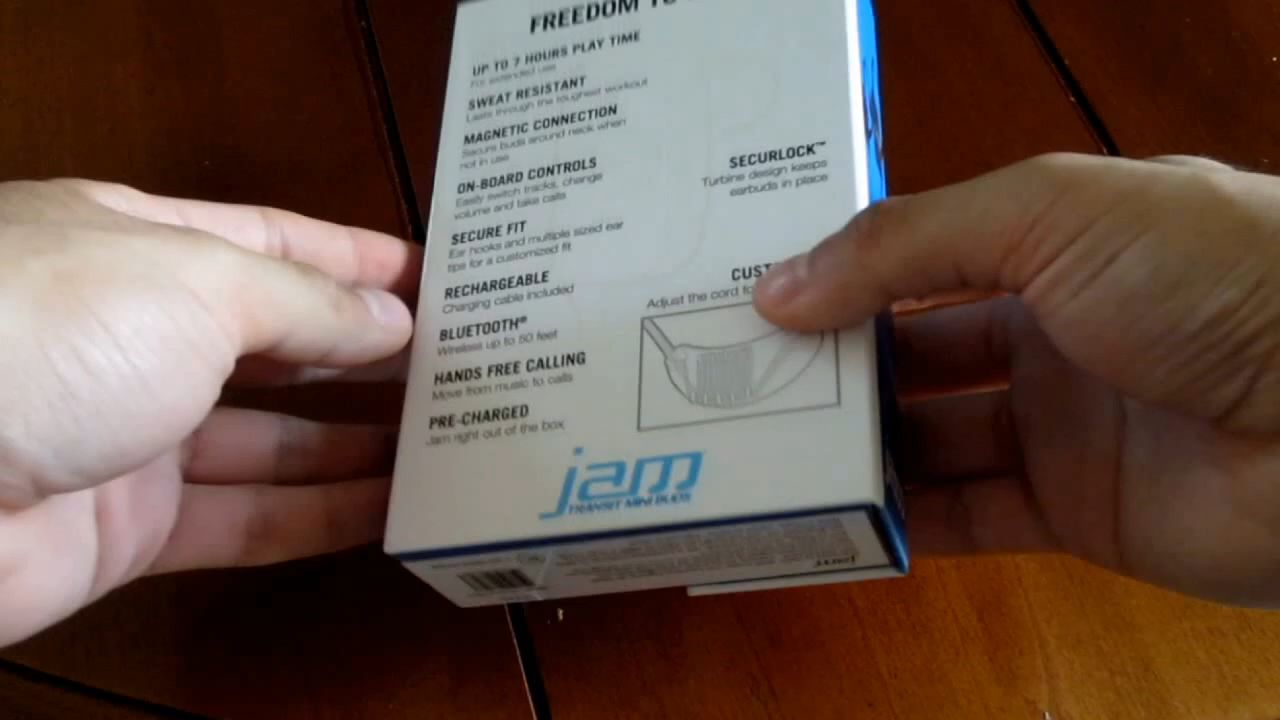 FREEDOM TO
UP TO 7 HOURS PLAY TIME
For extended use
SWEAT RESISTANT
Lasts through the toughest workout
MAGNETIC CONNECTION
Secure buds around neck when
not in use
ON-BOARD CONTROLS
Easily switch tracks, change
volume and take calls
SECURE FIT
Ear hooks and multiple sized ear
tips for a customized fit
RECHARGEABLE
Charging cable included
BLUETOOTH®
Wireless up to 50 feet
HANDS FREE CALLING
Move from music to calls
PRE-CHARGED
Jam right out of the box
SECURLOCK™
Turbine design keeps
earbuds in place
CUST
Adjust the cord fo
jam
TRANSIT MINI BUDS
jam